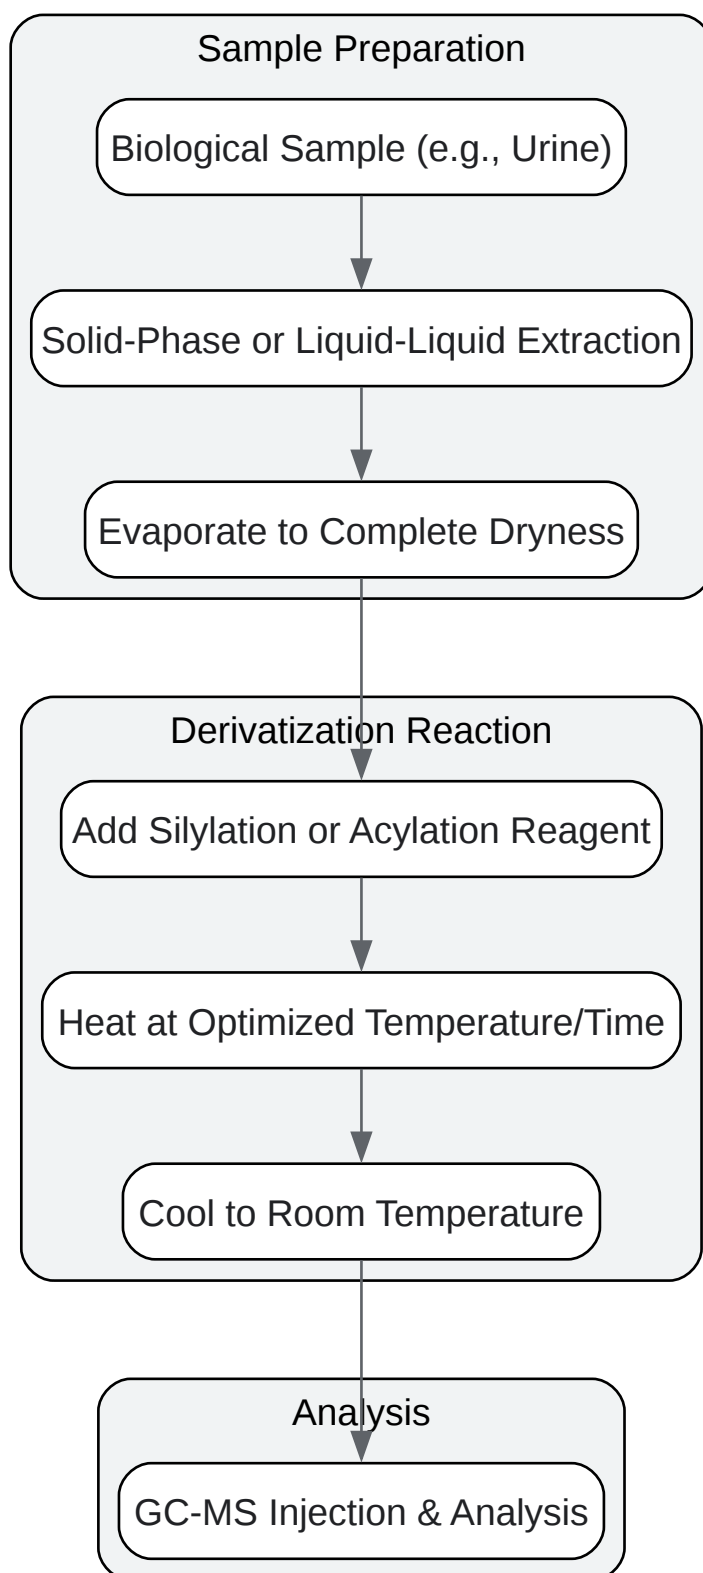 Sample Preparation
Biological Sample (e.g., Urine)
Solid-Phase or Liquid-Liquid Extraction
Evaporate to Complete Dryness
Derivatization Reaction
Add Silylation or Acylation Reagent
Heat at Optimized Temperature/Time
Cool to Room Temperature
Analysis
GC-MS Injection & Analysis